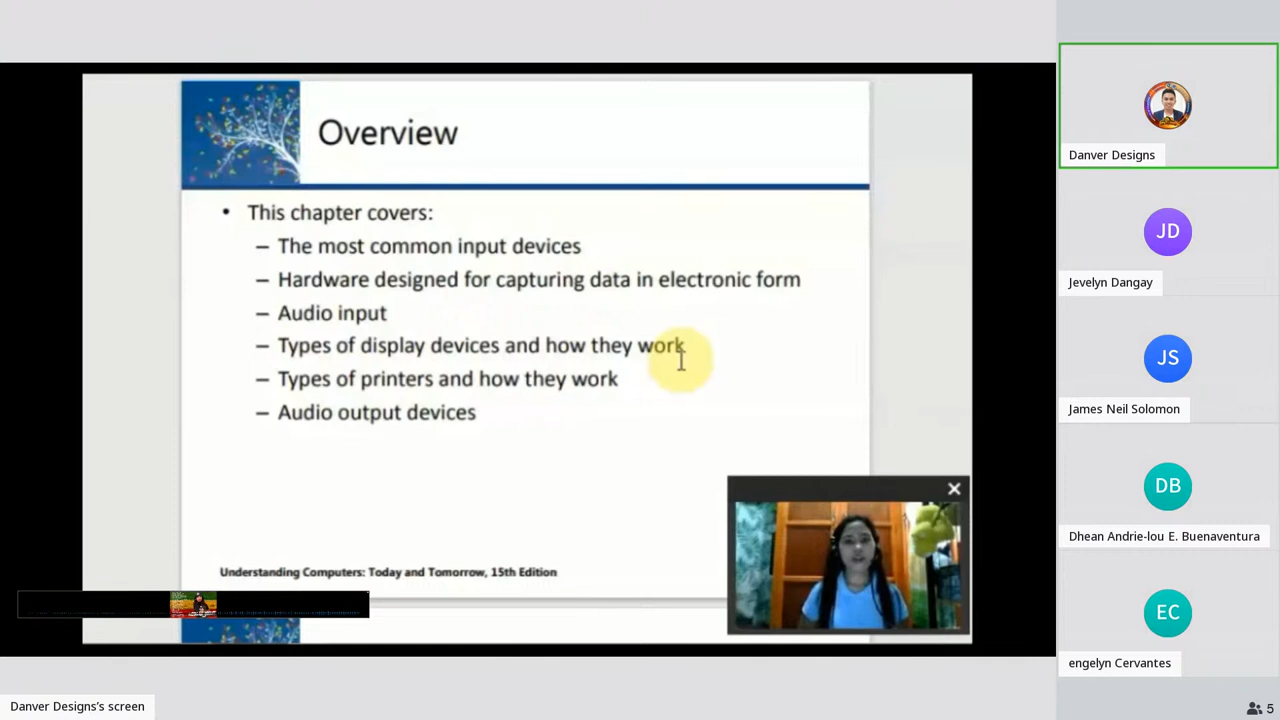 Overview
• This chapter covers:
– The most common input devices
– Hardware designed for capturing data in electronic form
– Audio input
– Types of display devices and how they work
– Types of printers and how they work
– Audio output devices
Understanding Computers: Today and Tomorrow, 15th Edition
Danver Designs's screen
Danver Designs
JD
Jevelyn Dangay
JS
James Neil Solomon
DB
Dhean Andrie-lou E. Buenaventura
EC
engelyn Cervantes
5